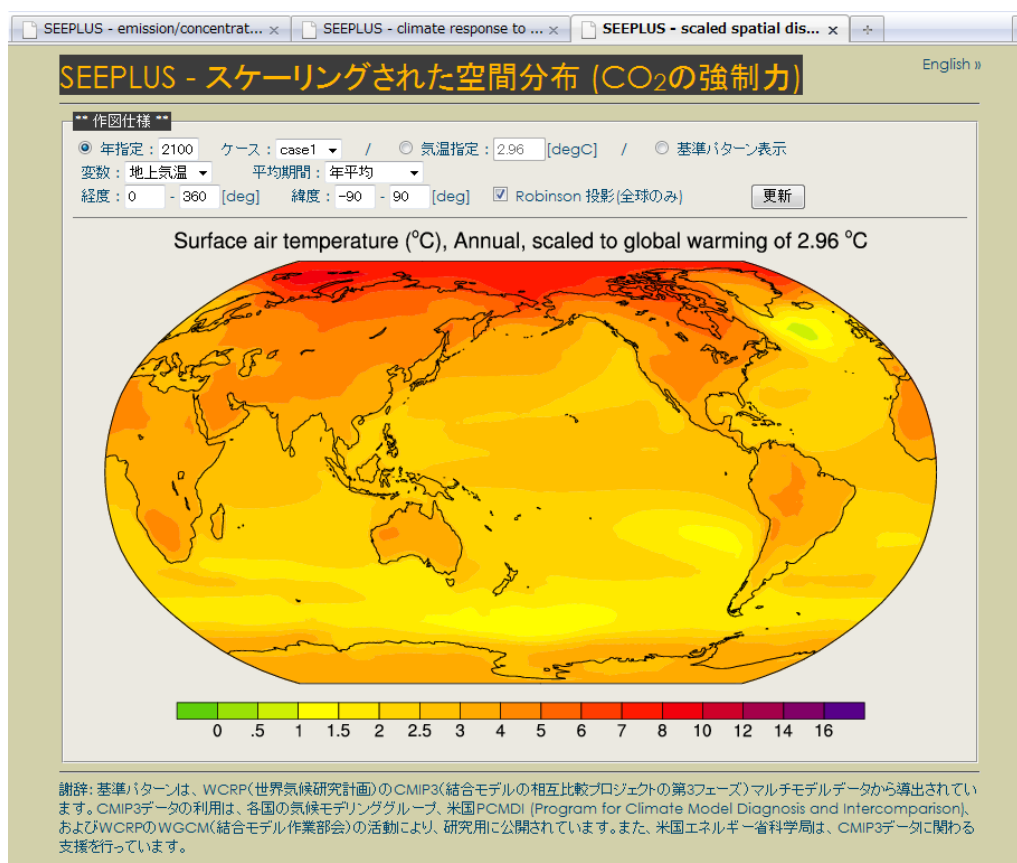 SEEPLUS - emission/concentrat... ×
SEEPLUS - climate response to ... ×
SEEPLUS - scaled spatial dis... ×
SEEPLUS - スケーリングされた空間分布 (CO₂の強制力)
English »
** 作図仕様 **
年指定 : 2100 ケース : case1 / 気温指定 : 2.96 [degC] / 基準パターン表示
変数 : 地上気温 平均期間 : 年平均
経度 : 0 - 360 [deg] 緯度 : -90 - 90 [deg] Robinson 投影(全球のみ) 更新
Surface air temperature (°C), Annual, scaled to global warming of 2.96 °C
0 .5 1 1.5 2 2.5 3 4 5 6 7 8 10 12 14 16
謝辞: 基準パターンは、WCRP(世界気候研究計画)のCMIP3(結合モデルの相互比較プロジェクトの第3フェーズ)マルチモデルデータから導出されてい
ます。CMIP3データの利用は、各国の気候モデリンググループ、米国PCMDI (Program for Climate Model Diagnosis and Intercomparison)、
およびWCRPのWGCM(結合モデル作業部会)の活動により、研究用に公開されています。また、米国エネルギー省科学局は、CMIP3データに関わる
支援を行っています。